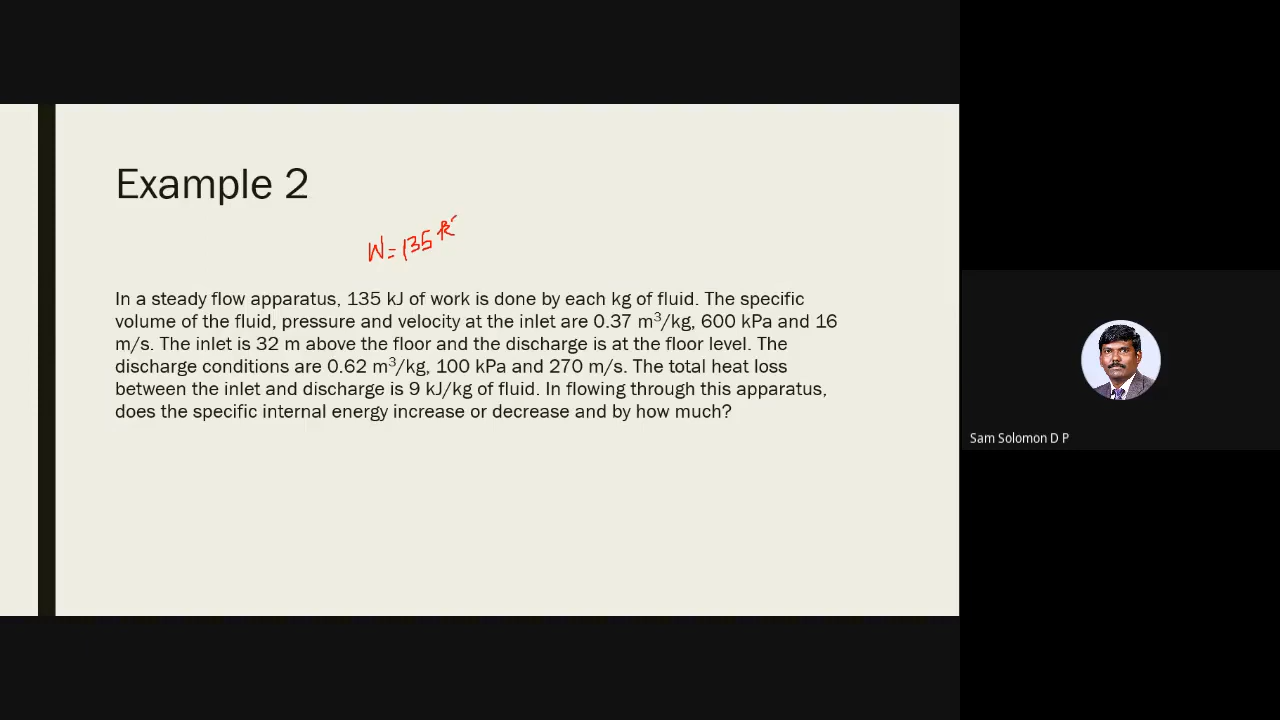 Example 2
W=135 k
In a steady flow apparatus, 135 kJ of work is done by each kg of fluid. The specific
volume of the fluid, pressure and velocity at the inlet are 0.37 m³/kg, 600 kPa and 16
m/s. The inlet is 32 m above the floor and the discharge is at the floor level. The
discharge conditions are 0.62 m³/kg, 100 kPa and 270 m/s. The total heat loss
between the inlet and discharge is 9 kJ/kg of fluid. In flowing through this apparatus,
does the specific internal energy increase or decrease and by how much?
Sam Solomon D P